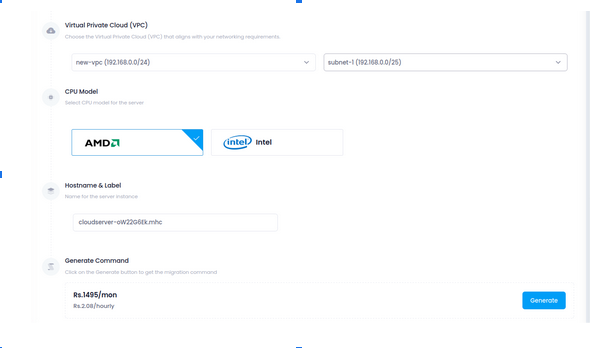 Virtual Private Cloud (VPC)
Choose the Virtual Private Cloud (VPC) that aligns with your networking requirements.
new-vpc (192.168.0.0/24)
subnet-1 (192.168.0.0/25)
CPU Model
Select CPU model for the server
AMD
intel Intel
Hostname & Label
Name for the server instance
cloudserver-oW22G6Ek.mhc
Generate Command
Click on the Generate button to get the migration command
Rs.1495/mon
Rs.2.08/hourly
Generate